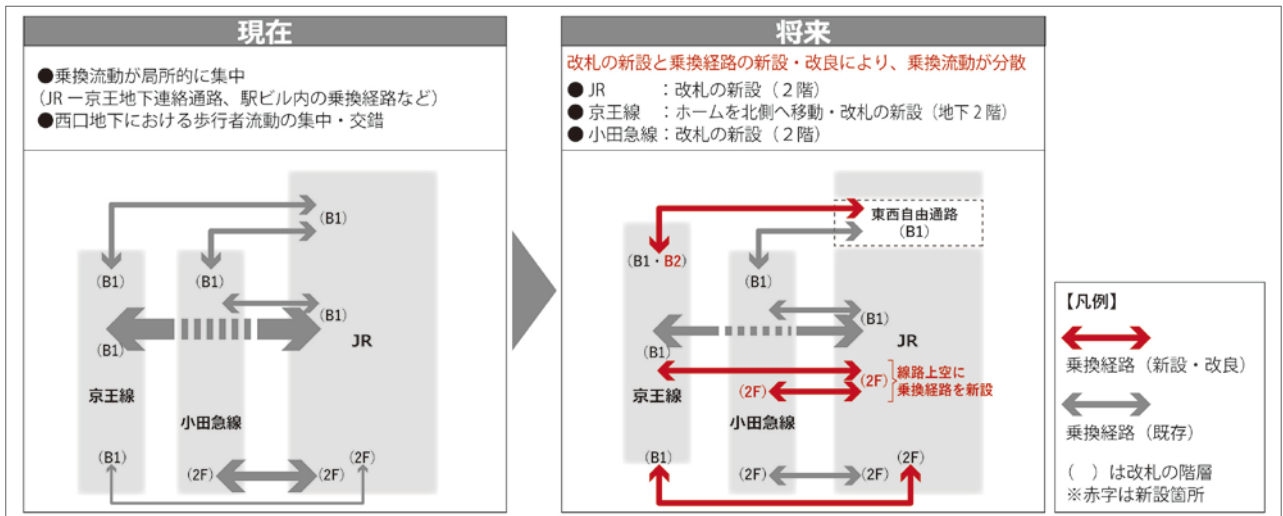 現在
●乗換流動が局所的に集中
（JR ー京王地下連絡通路、駅ビル内の乗換経路など）
●西口地下における歩行者流動の集中・交錯
(B1)
(B1)
(B1)
(B1)
(B1)
JR
京王線
小田急線
(B1)
(2F)
(2F)
(2F)
将来
改札の新設と乗換経路の新設・改良により、乗換流動が分散
● JR ：改札の新設（２階）
● 京王線 ：ホームを北側へ移動・改札の新設（地下２階）
● 小田急線：改札の新設（２階）
東西自由通路
(B1)
(B1・B2)
(B1)
(B1)
(B1)
JR
京王線
(2F)
(2F)
線路上空に
乗換経路を新設
小田急線
(B1)
(2F)
(2F)
(2F)
【凡例】
乗換経路（新設・改良）
乗換経路（既存）
（　）は改札の階層
※赤字は新設箇所